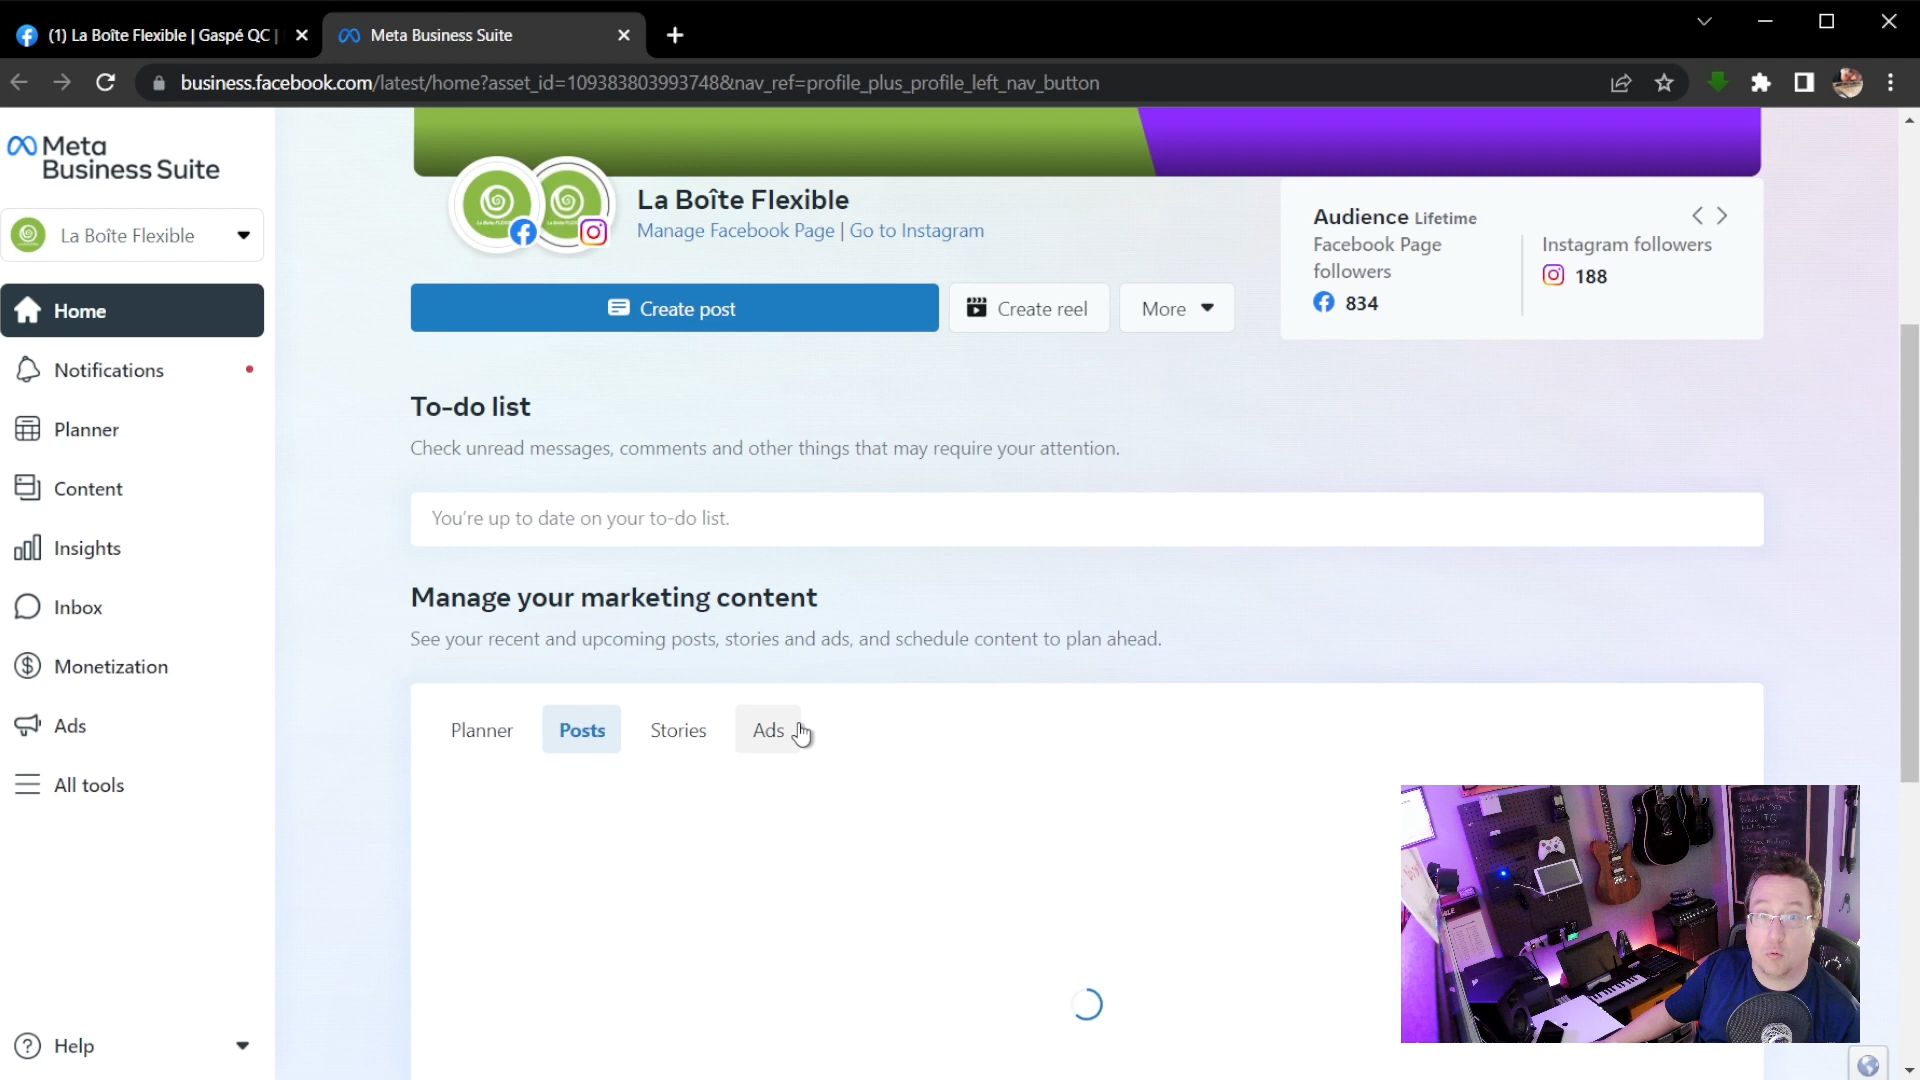 (1) La Boîte Flexible | Gaspé QC |
Meta Business Suite
business.facebook.com/latest/home?asset_id=109383803993748&nav_ref=profile_plus_profile_left_nav_button
Meta
Business Suite
La Boîte Flexible
Home
Notifications
Planner
Content
Insights
Inbox
Monetization
Ads
All tools
Help
La Boîte Flexible
Manage Facebook Page | Go to Instagram
Create post
Create reel
More
Audience Lifetime
Facebook Page
followers
834
Instagram followers
188
To-do list
Check unread messages, comments and other things that may require your attention.
You're up to date on your to-do list.
Manage your marketing content
See your recent and upcoming posts, stories and ads, and schedule content to plan ahead.
Planner
Posts
Stories
Ads